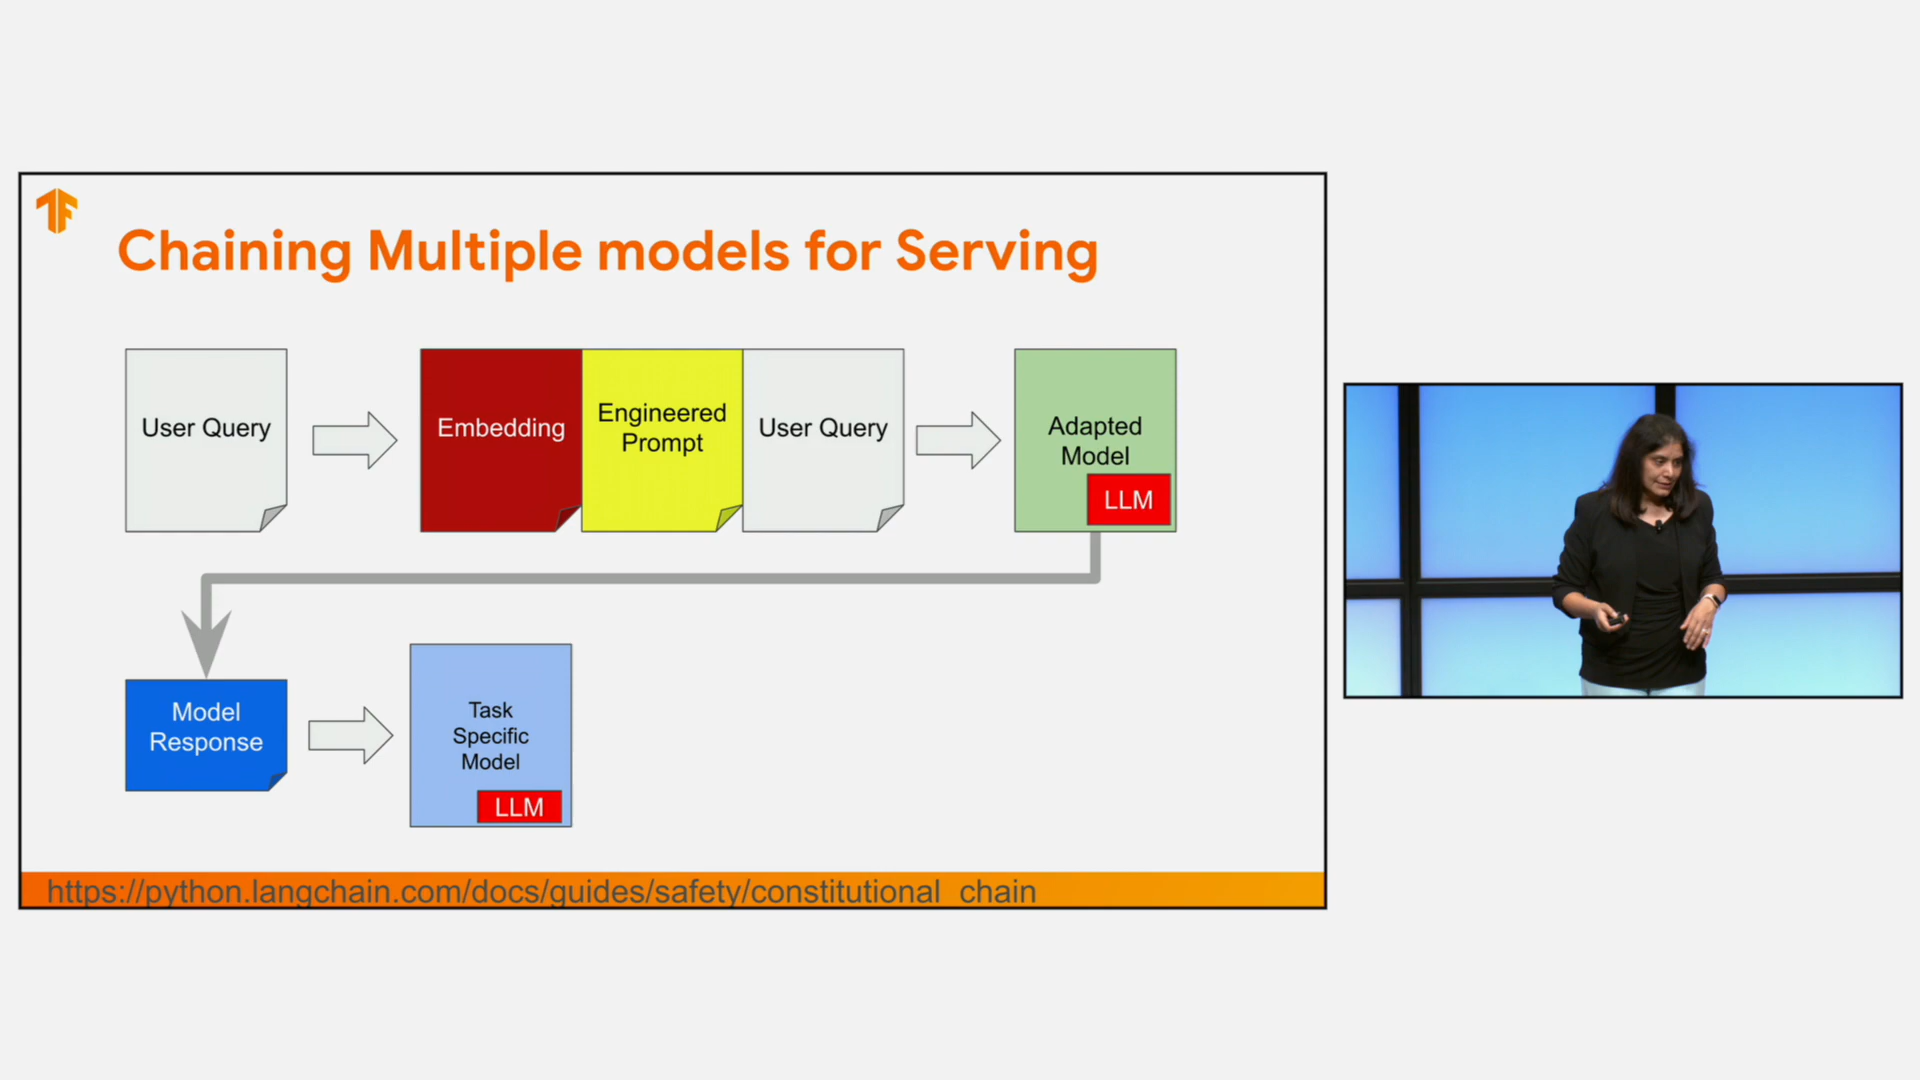 Chaining Multiple models for Serving
User Query
Embedding
Engineered
Prompt
User Query
Adapted
Model
LLM
Model
Response
Task
Specific
Model
LLM
https://python.langchain.com/docs/guides/safety/constitutional_chain